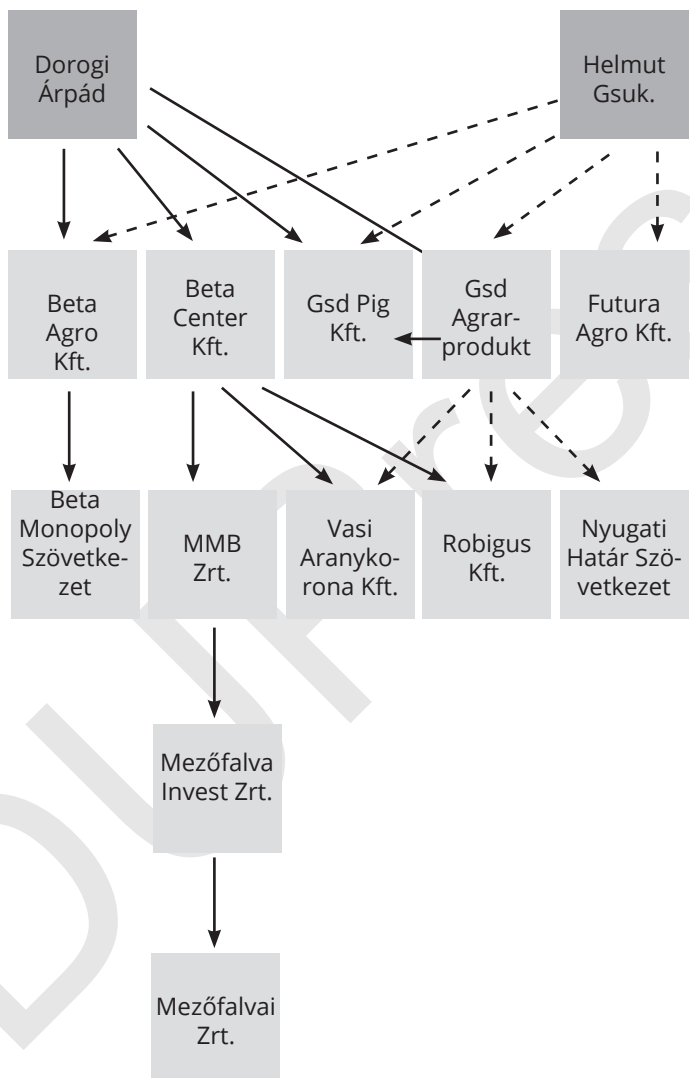 Dorogi
Árpád
Helmut
Gsuk.
Beta
Agro
Kft.
Beta
Center
Kft.
Gsd Pig
Kft.
Gsd
Agrar-
produkt
Futura
Agro Kft.
Beta
Monopoly
Szövetke-
zet
MMB
Zrt.
Vasi
Aranyko-
rona Kft.
Robigus
Kft.
Nyugati
Határ Szö-
vetkezet
Mezőfalva
Invest Zrt.
Mezőfalvai
Zrt.